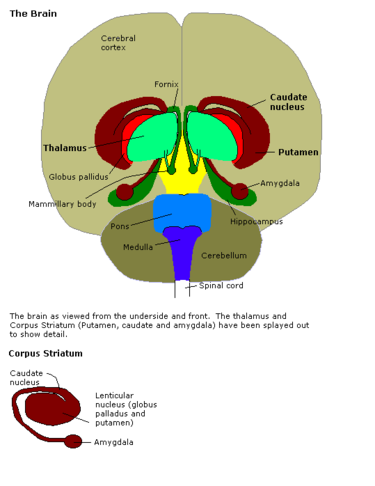 The Brain
Cerebral
cortex
Fornix
Caudate
nucleus
Thalamus
Putamen
Globus pallidus
Amygdala
Mammillary body
Hippocampus
Pons
Medulla
Cerebellum
Spinal cord
The brain as viewed from the underside and front.  The thalamus and
Corpus Striatum (Putamen, caudate and amygdala) have been splayed out
to show detail.
Corpus Striatum
Caudate
nucleus
Lenticular
nucleus (globus
palladus and
putamen)
Amygdala